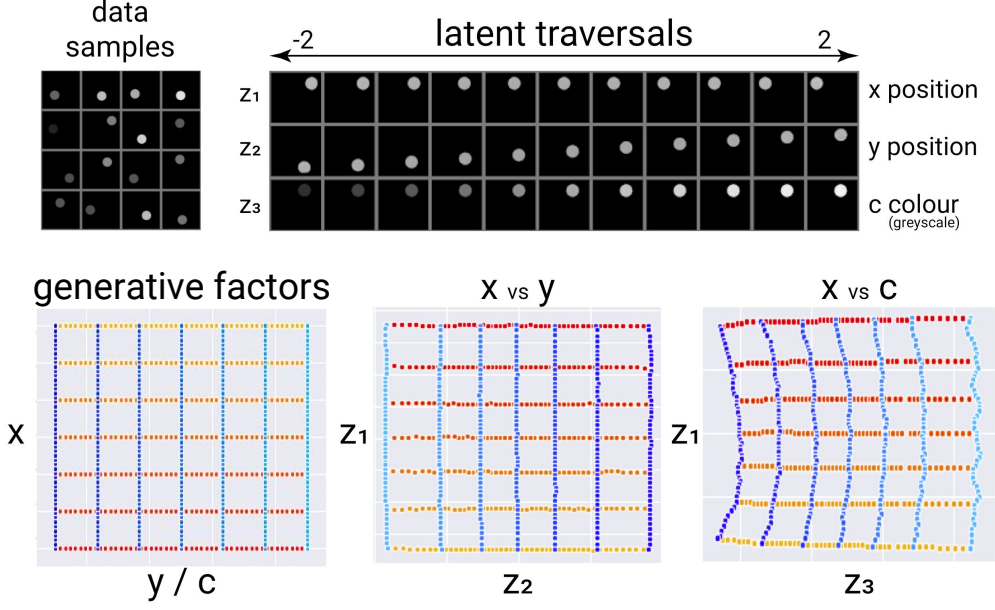 data
samples
latent traversals
-2
2
z1
x position
z2
y position
z3
c colour
(greyscale)
generative factors
x vs y
x vs c
x
z1
z1
y / c
z2
z3